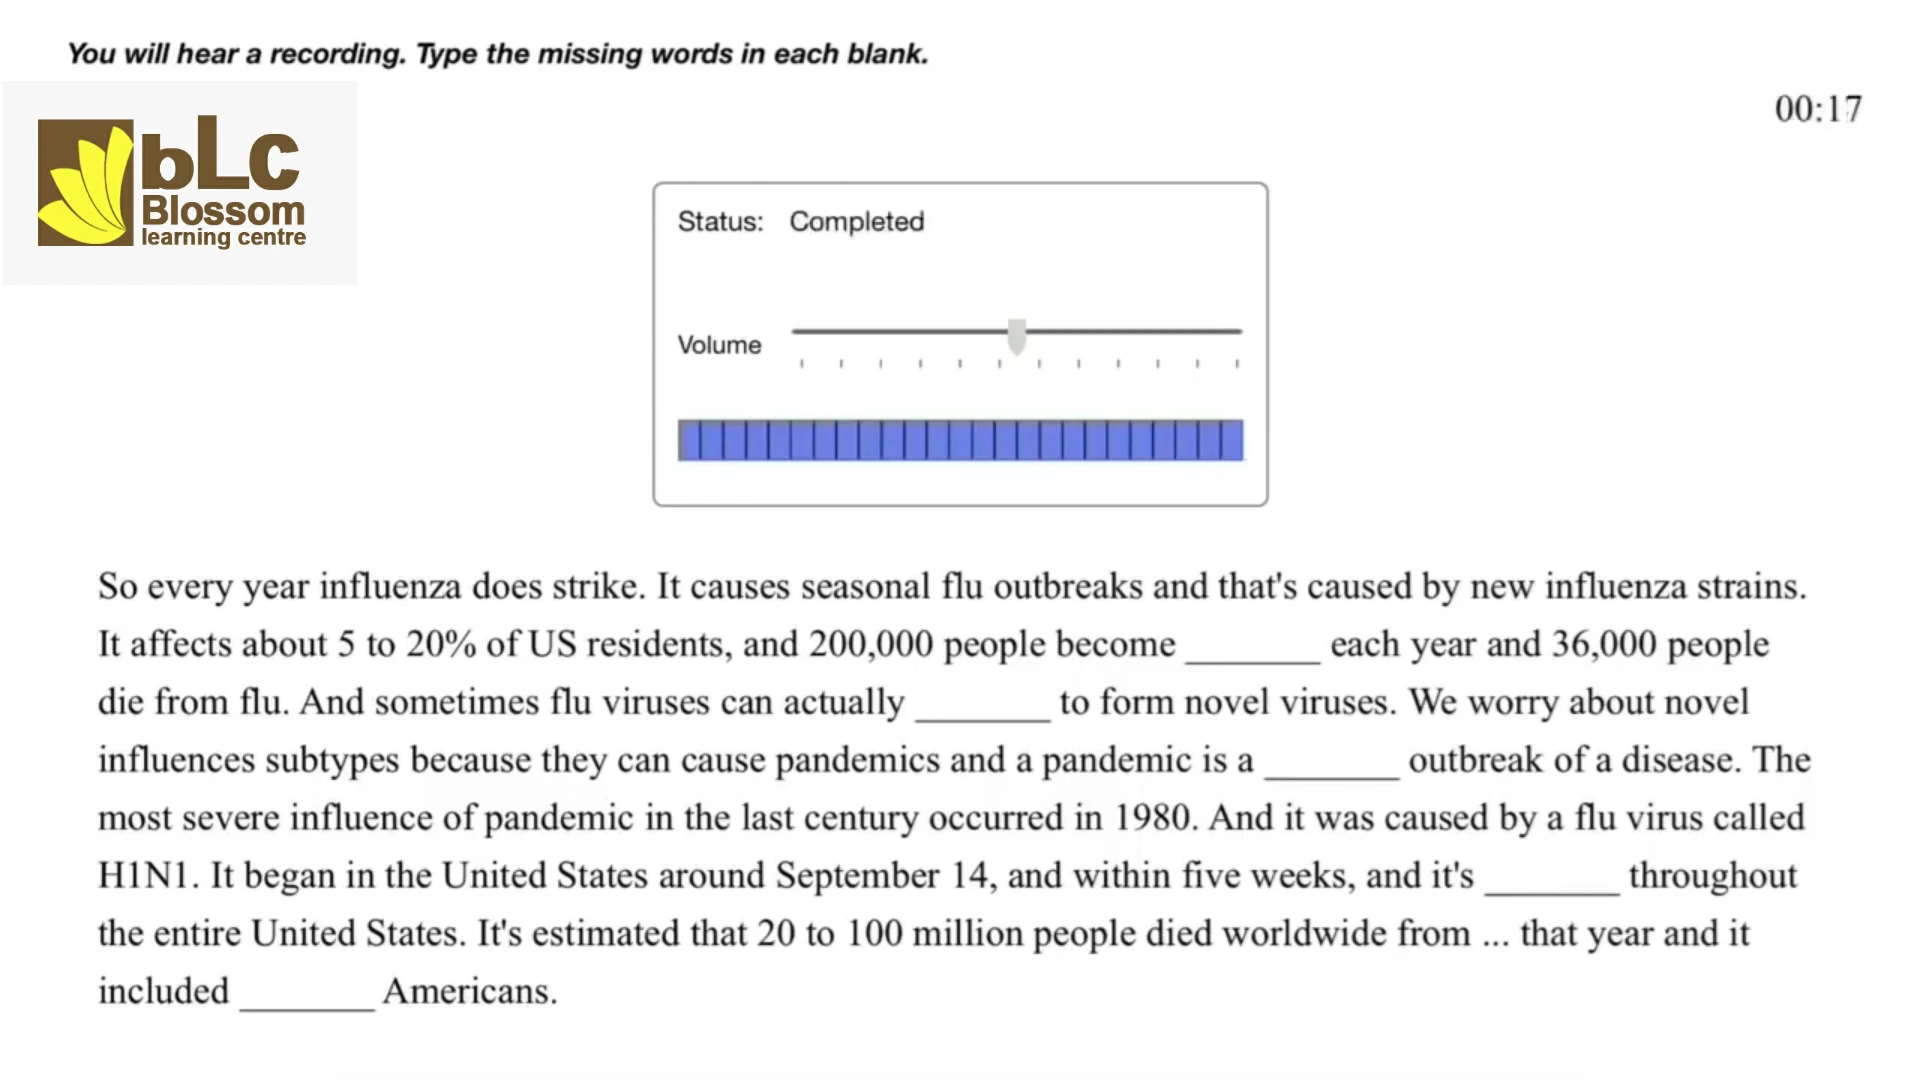 You will hear a recording. Type the missing words in each blank.
00:17
bLC
Blossom
learning centre
Status: Completed
Volume
So every year influenza does strike. It causes seasonal flu outbreaks and that's caused by new influenza strains.
It affects about 5 to 20% of US residents, and 200,000 people become ________ each year and 36,000 people
die from flu. And sometimes flu viruses can actually ________ to form novel viruses. We worry about novel
influences subtypes because they can cause pandemics and a pandemic is a ________ outbreak of a disease. The
most severe influence of pandemic in the last century occurred in 1980. And it was caused by a flu virus called
H1N1. It began in the United States around September 14, and within five weeks, and it's ________ throughout
the entire United States. It's estimated that 20 to 100 million people died worldwide from ... that year and it
included ________ Americans.